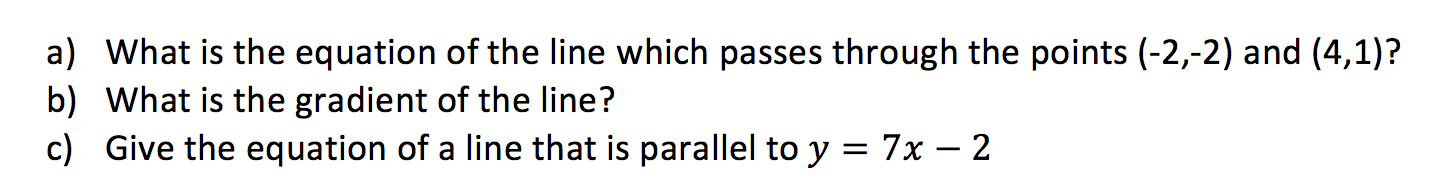 a) What is the equation of the line which passes through the points (-2,-2) and (4,1)?
b) What is the gradient of the line?
c) Give the equation of a line that is parallel to y = 7x − 2